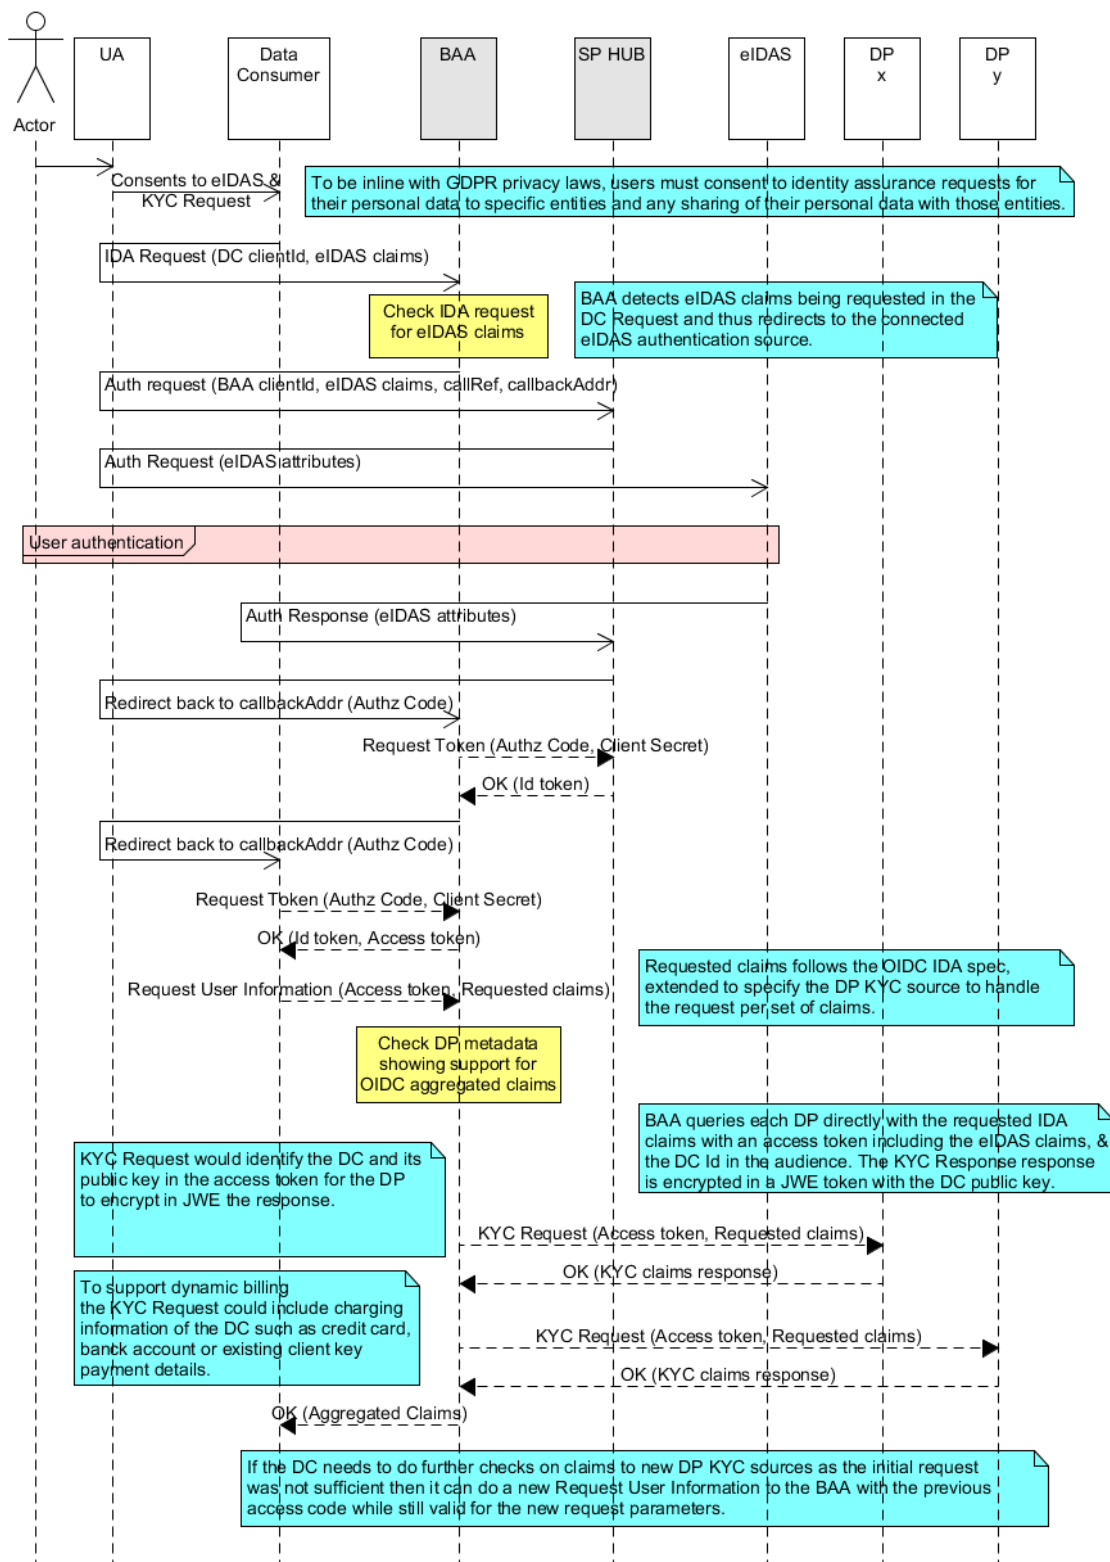 UA
Data
Consumer
BAA
SP HUB
eIDAS
DP
x
DP
y
Actor
Consents to eIDAS &
KYC Request
To be inline with GDPR privacy laws, users must consent to identity assurance requests for
their personal data to specific entities and any sharing of their personal data with those entities.
IDA Request (DC clientId, eIDAS claims)
Check IDA request
for eIDAS claims
BAA detects eIDAS claims being requested in the
DC Request and thus redirects to the connected
eIDAS authentication source.
Auth request (BAA clientId, eIDAS claims, callRef, callbackAddr)
Auth Request (eIDAS attributes)
User authentication
Auth Response (eIDAS attributes)
Redirect back to callbackAddr (Authz Code)
Request Token (Authz Code, Client Secret)
OK (Id token)
Redirect back to callbackAddr (Authz Code)
Request Token (Authz Code, Client Secret)
OK (Id token, Access token)
Requested claims follows the OIDC IDA spec,
extended to specify the DP KYC source to handle
the request per set of claims.
Request User Information (Access token, Requested claims)
Check DP metadata
showing support for
OIDC aggregated claims
BAA queries each DP directly with the requested IDA
claims with an access token including the eIDAS claims, &
the DC Id in the audience. The KYC Response response
is encrypted in a JWE token with the DC public key.
KYC Request would identify the DC and its
public key in the access token for the DP
to encrypt in JWE the response.
KYC Request (Access token, Requested claims)
OK (KYC claims response)
To support dynamic billing
the KYC Request could include charging
information of the DC such as credit card,
banck account or existing client key
payment details.
KYC Request (Access token, Requested claims)
OK (KYC claims response)
OK (Aggregated Claims)
If the DC needs to do further checks on claims to new DP KYC sources as the initial request
was not sufficient then it can do a new Request User Information to the BAA with the previous
access code while still valid for the new request parameters.